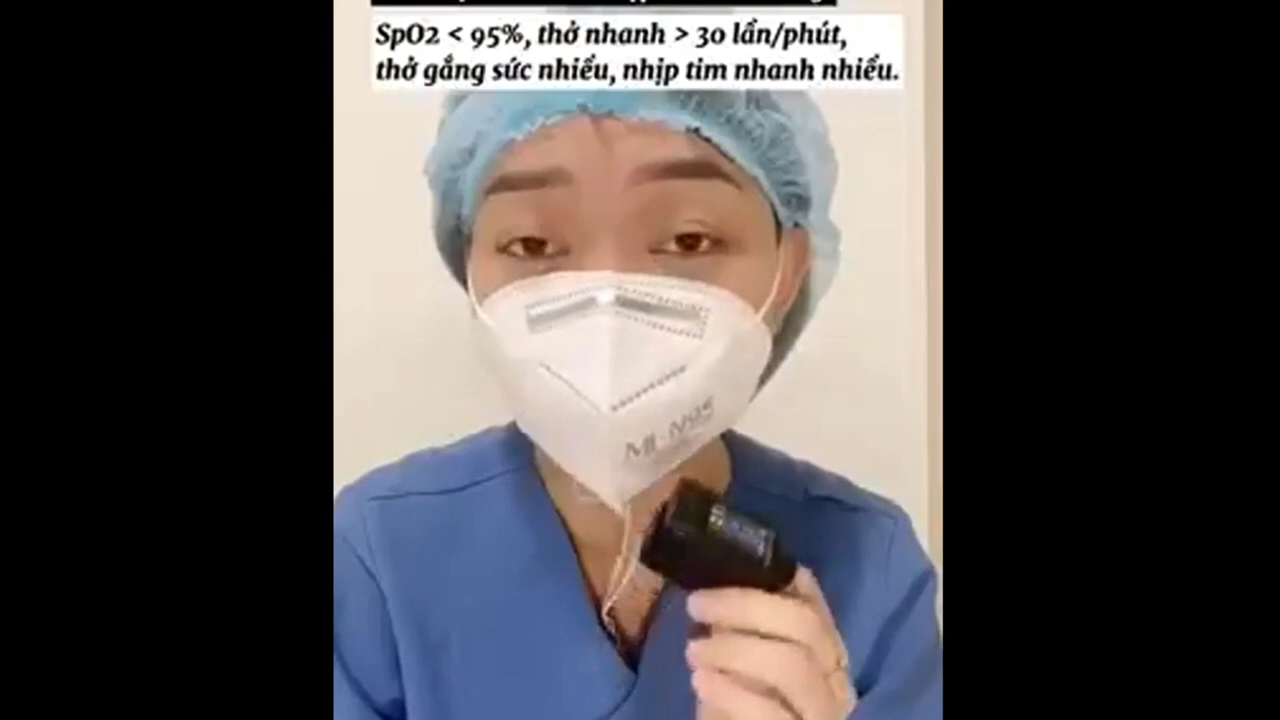 SpO2 < 95%, thở nhanh > 30 lần/phút,
thở gắng sức nhiều, nhịp tim nhanh nhiều.